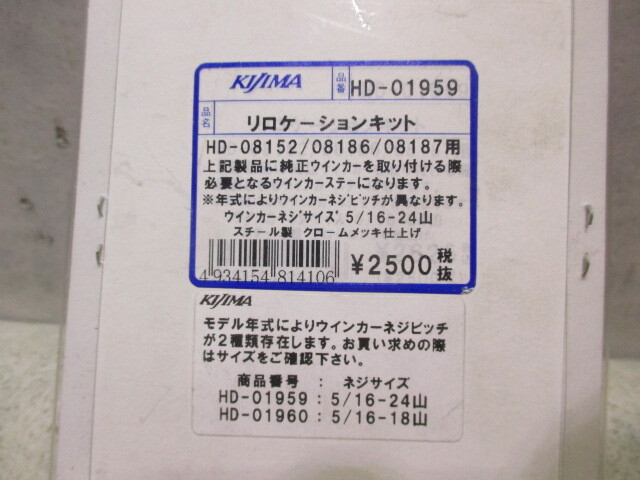 KIJIMA 品番 HD-01959
品名 リロケーションキット
HD-08152/08186/08187用
上記製品に純正ウインカーを取り付ける際
必要となるウインカーステーになります。
※年式によりウインカーネジピッチが異なります。
ウインカーネジサイズ 5/16-24山
スチール製 クロームメッキ仕上げ
4 934154 814106 ¥2500 税抜
KIJIMA
モデル年式によりウインカーネジピッチ
が2種類存在します。お買い求めの際
はサイズをご確認下さい。
商品番号 : ネジサイズ
HD-01959 : 5/16-24山
HD-01960 : 5/16-18山